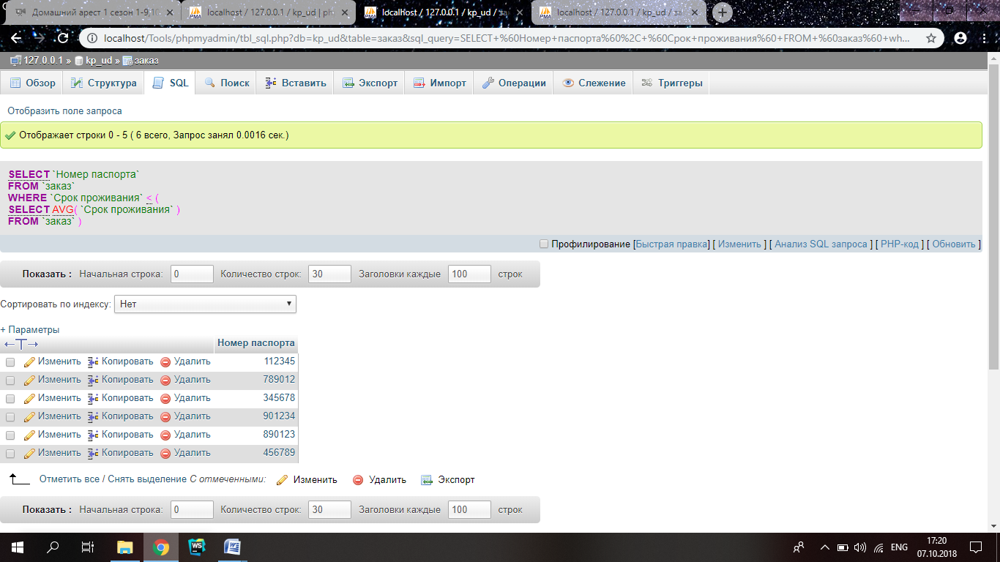 Домашний арест 1 сезон 1-9,10
localhost / 127.0.0.1 / kp_ud | ph
localhost / 127.0.0.1 / kp_ud / за
localhost / 127.0.0.1 / kp_ud / за
localhost/Tools/phpmyadmin/tbl_sql.php?db=kp_ud&table=заказ&sql_query=SELECT+%60Номер+паспорта%60%2C+%60Срок+проживания%60+FROM+%60заказ%60+wh...
127.0.0.1 » kp_ud » заказ
Обзор Структура SQL Поиск Вставить Экспорт Импорт Операции Слежение Триггеры
Отобразить поле запроса
Отображает строки 0 - 5 ( 6 всего, Запрос занял 0.0016 сек.)
SELECT `Номер паспорта`
FROM `заказ`
WHERE `Срок проживания` < (
SELECT AVG( `Срок проживания` )
FROM `заказ` )
Профилирование [Быстрая правка] [ Изменить ] [ Анализ SQL запроса ] [ PHP-код ] [ Обновить ]
Показать : Начальная строка: 0 Количество строк: 30 Заголовки каждые 100 строк
Сортировать по индексу: Нет
+ Параметры
←T→ Номер паспорта
Изменить Копировать Удалить 112345
Изменить Копировать Удалить 789012
Изменить Копировать Удалить 345678
Изменить Копировать Удалить 901234
Изменить Копировать Удалить 890123
Изменить Копировать Удалить 456789
Отметить все / Снять выделение С отмеченными: Изменить Удалить Экспорт
Показать : Начальная строка: 0 Количество строк: 30 Заголовки каждые 100 строк
ENG
17:20
07.10.2018